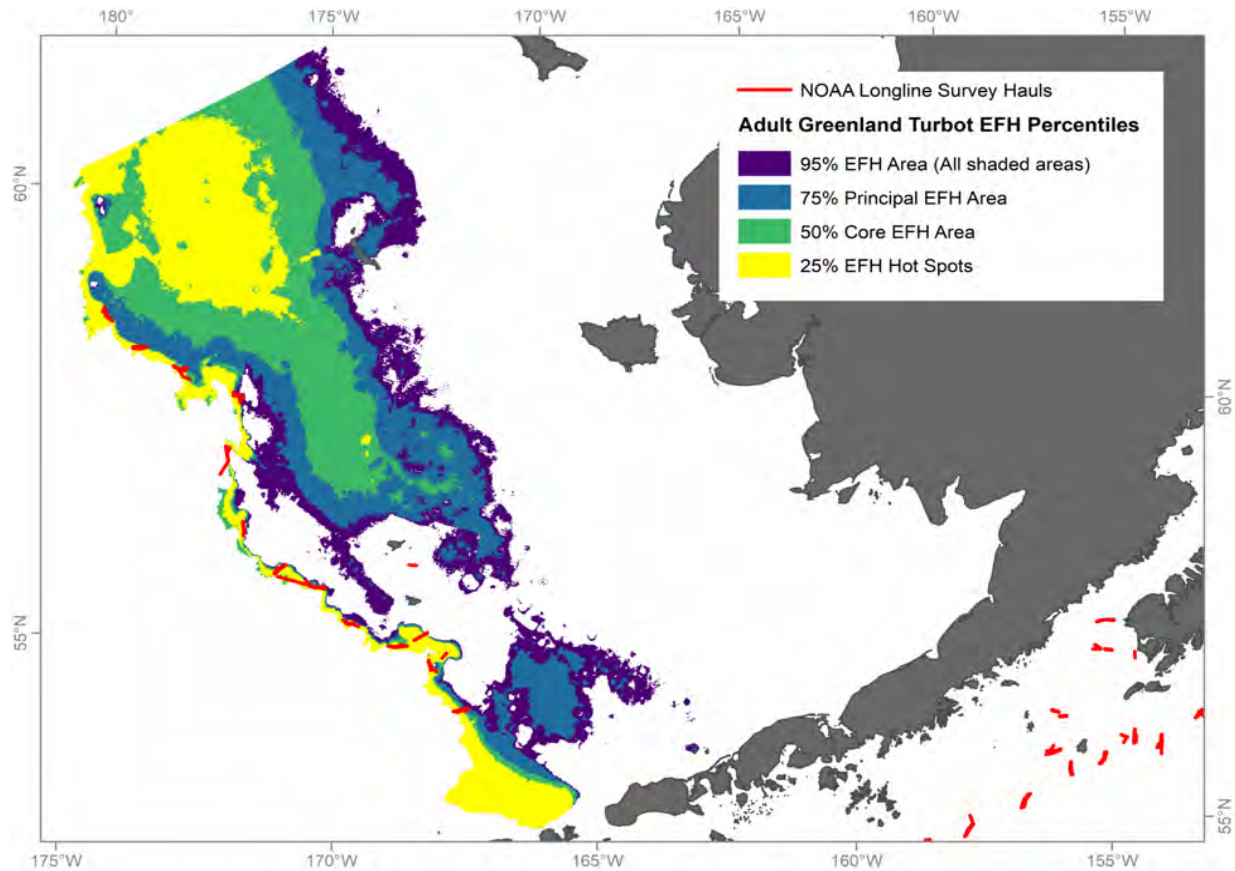 180° 175°W 170°W 165°W 160°W 155°W
NOAA Longline Survey Hauls
Adult Greenland Turbot EFH Percentiles
95% EFH Area (All shaded areas)
75% Principal EFH Area
50% Core EFH Area
25% EFH Hot Spots
60°N
60°N
55°N
55°N
175°W 170°W 165°W 160°W 155°W